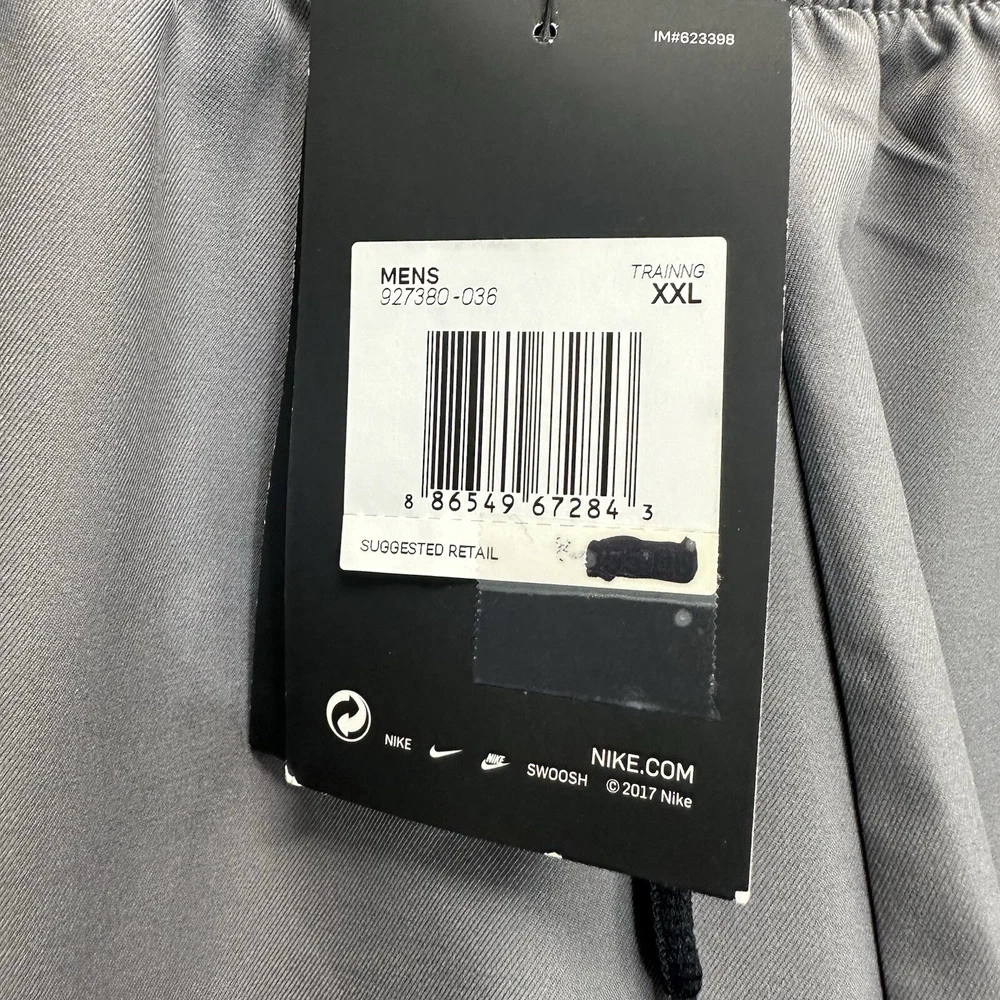 IM#623398
MENS TRAINNG
927380-036 XXL
8 86549 67284 3
SUGGESTED RETAIL
NIKE NIKE SWOOSH NIKE.COM
© 2017 Nike